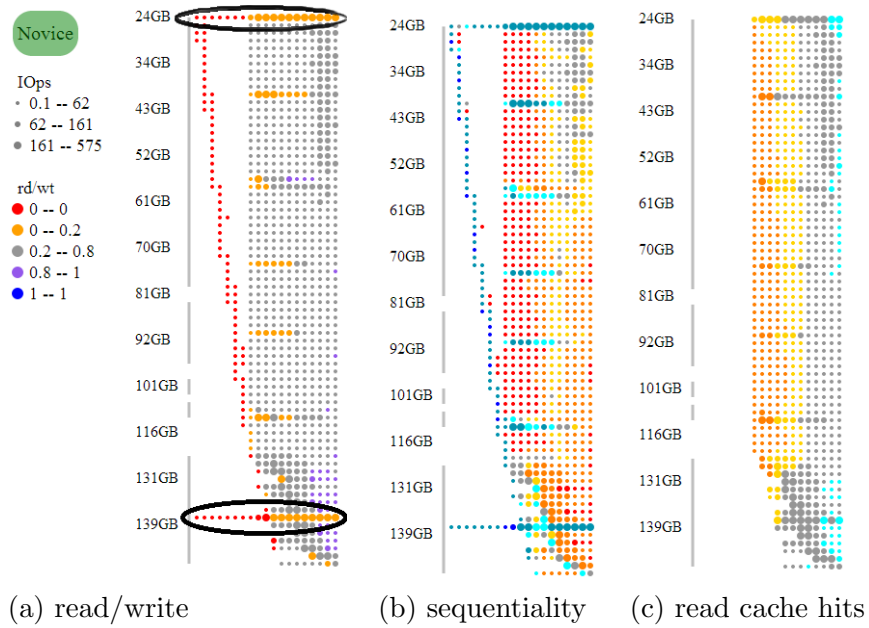 Novice
IOps
0.1 -- 62
62 -- 161
161 -- 575
rd/wt
0 -- 0
0 -- 0.2
0.2 -- 0.8
0.8 -- 1
1 -- 1
24GB
34GB
43GB
52GB
61GB
70GB
81GB
92GB
101GB
116GB
131GB
139GB
24GB
34GB
43GB
52GB
61GB
70GB
81GB
92GB
101GB
116GB
131GB
139GB
24GB
34GB
43GB
52GB
61GB
70GB
81GB
92GB
101GB
116GB
131GB
139GB
(a) read/write
(b) sequentiality
(c) read cache hits